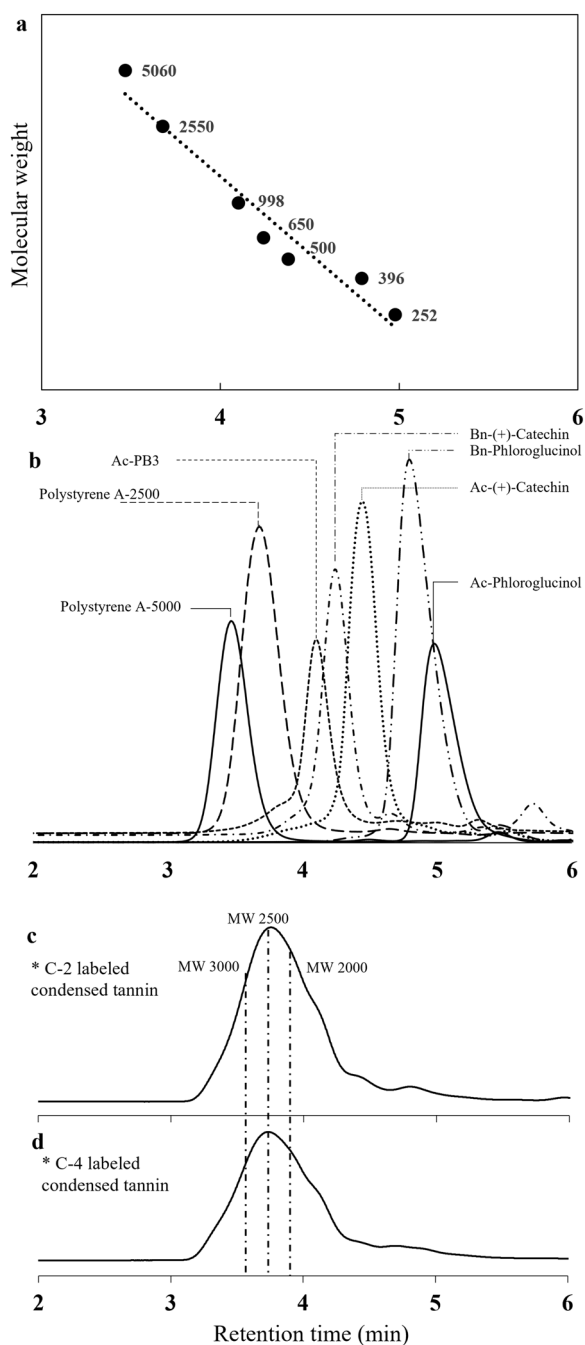 a
5060
2550
998
650
500
396
252
Molecular weight
3 4 5 6
b
Bn-(+)-Catechin
Bn-Phloroglucinol
Ac-PB3
Ac-(+)-Catechin
Polystyrene A-2500
Ac-Phloroglucinol
Polystyrene A-5000
2 3 4 5 6
c
MW 2500
MW 3000
MW 2000
* C-2 labeled
condensed tannin
d
* C-4 labeled
condensed tannin
2 3 4 5 6
Retention time (min)